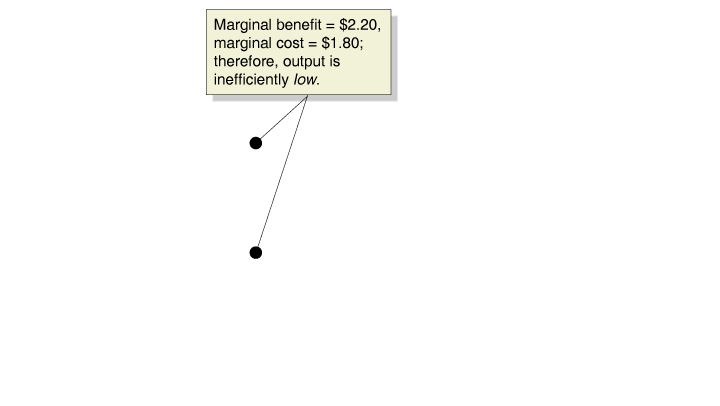 Marginal benefit = $2.20,
marginal cost = $1.80;
therefore, output is
inefficiently low.